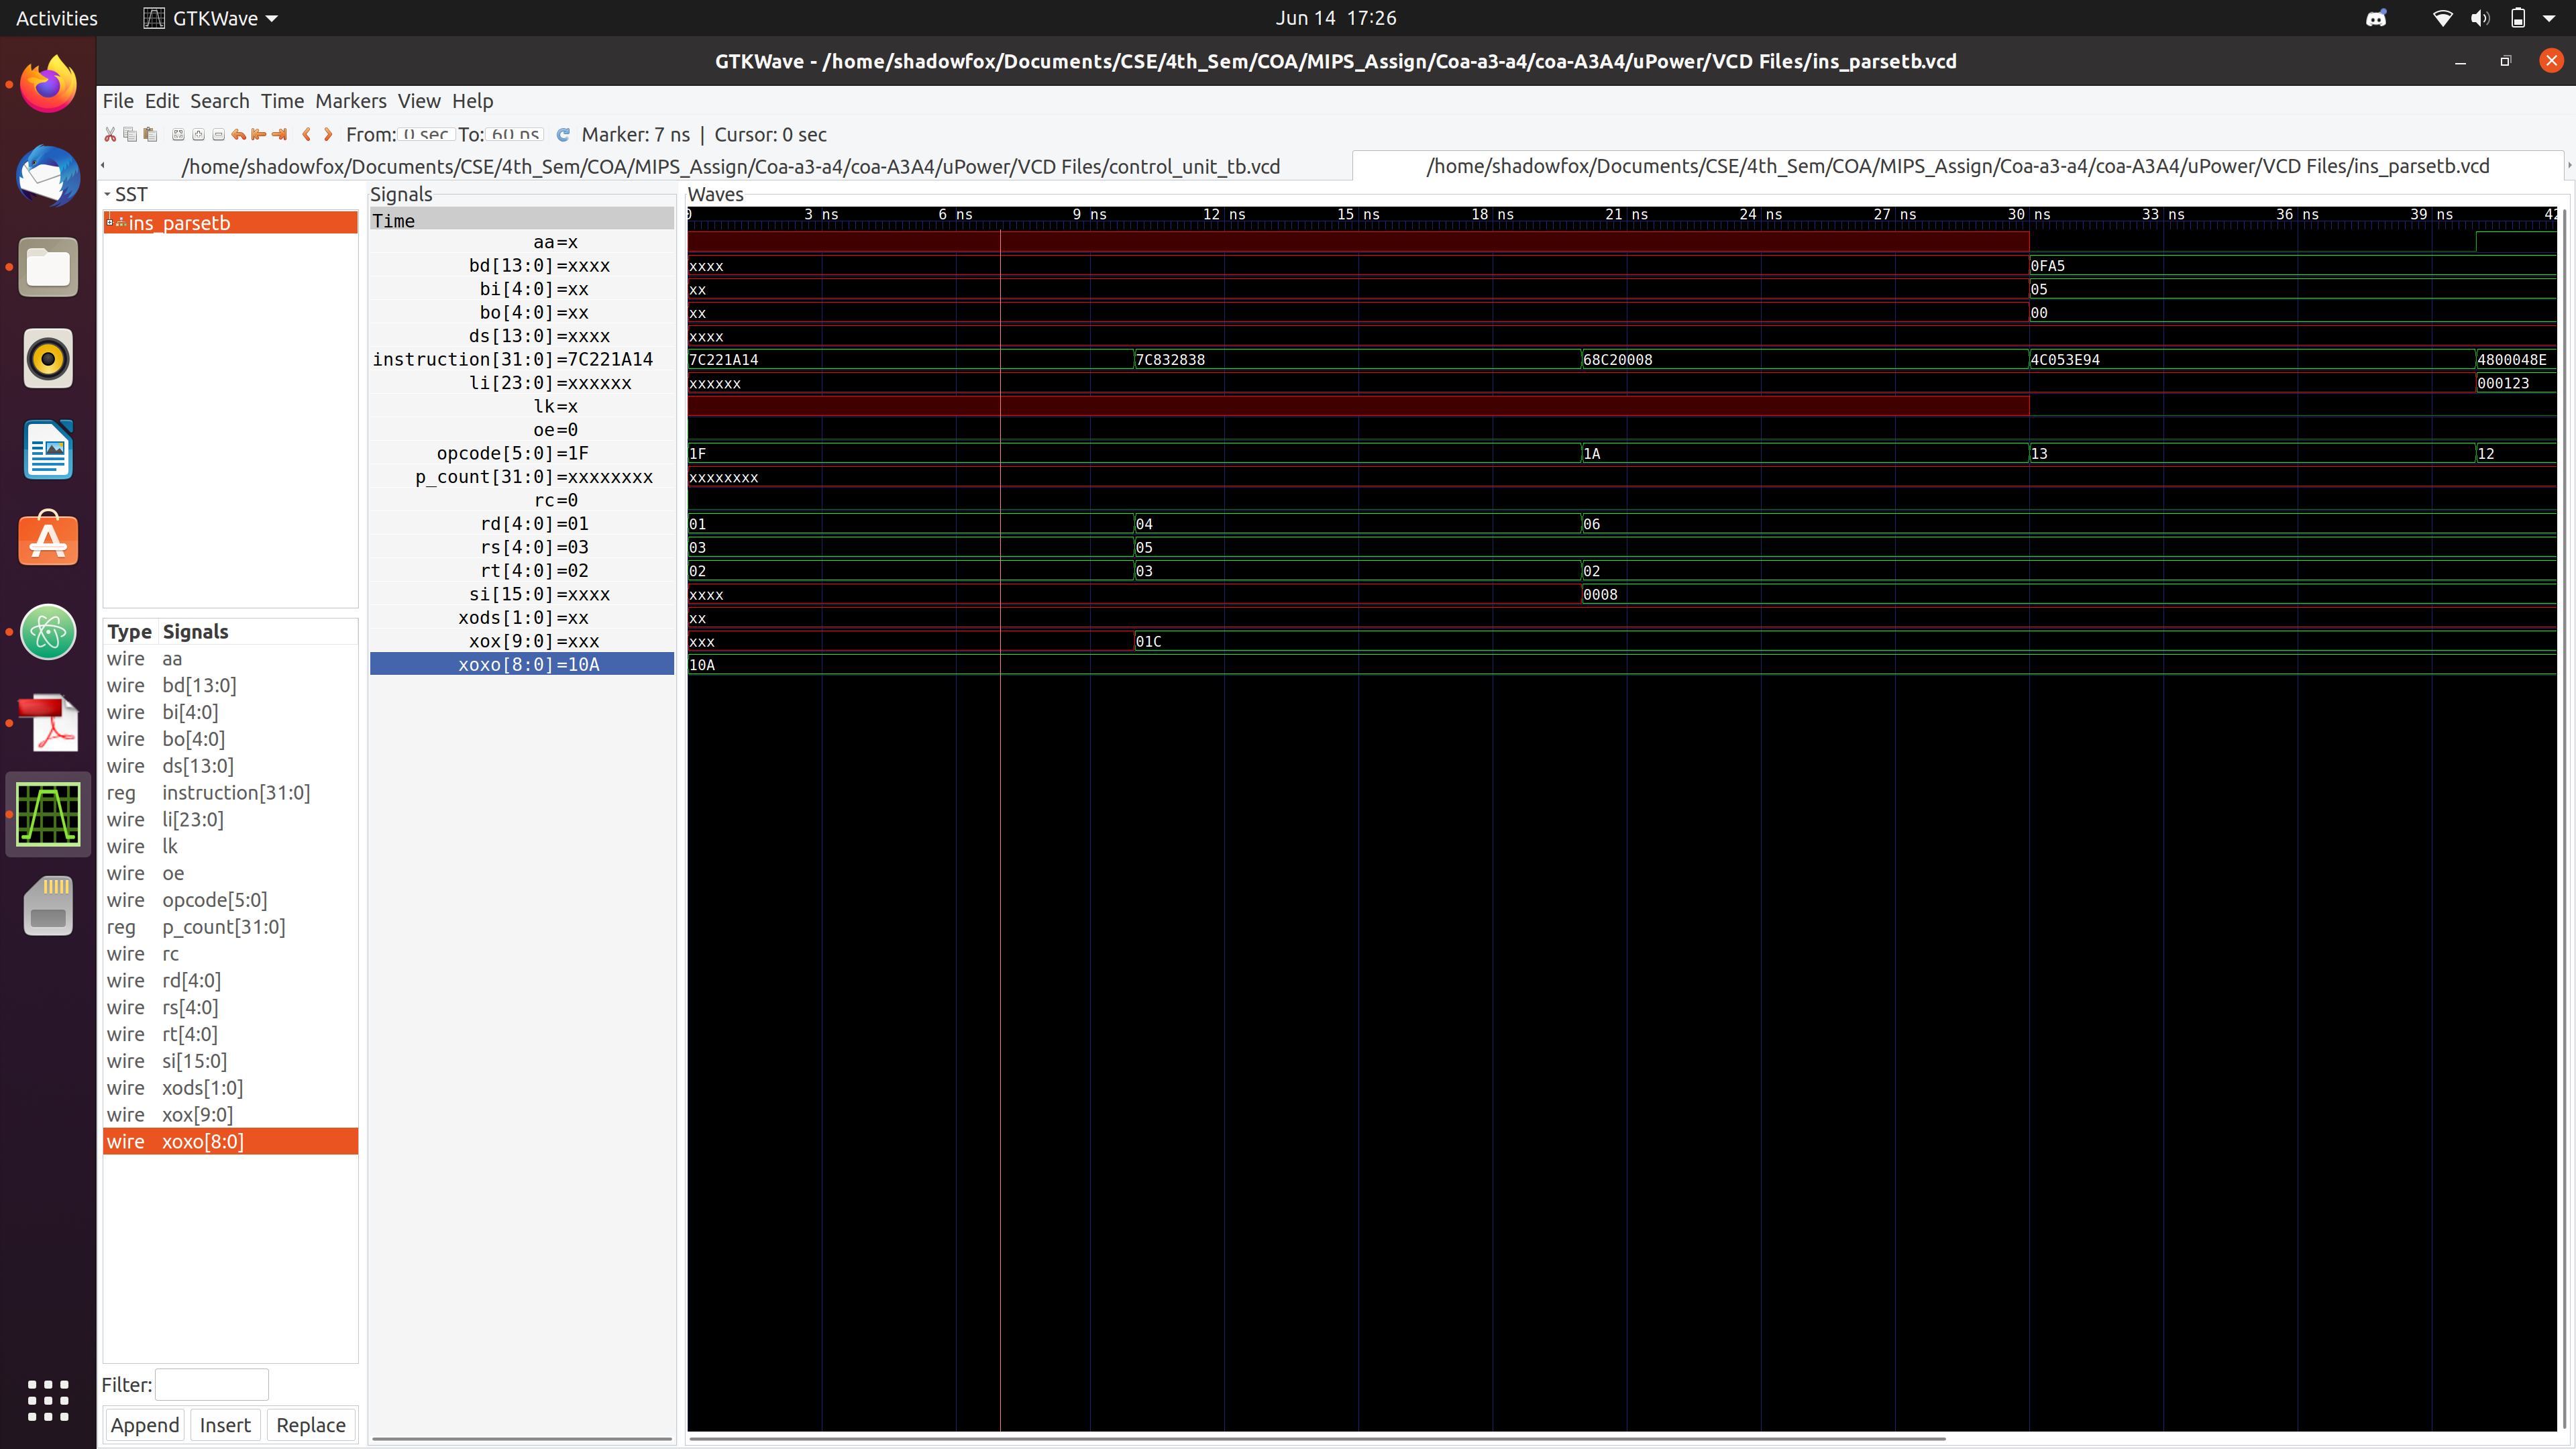 Activities GTKWave Jun 14 17:26
GTKWave - /home/shadowfox/Documents/CSE/4th_Sem/COA/MIPS_Assign/Coa-a3-a4/coa-A3A4/uPower/VCD Files/ins_parsetb.vcd
File Edit Search Time Markers View Help
From: 0 sec To: 60 ns Marker: 7 ns | Cursor: 0 sec
/home/shadowfox/Documents/CSE/4th_Sem/COA/MIPS_Assign/Coa-a3-a4/coa-A3A4/uPower/VCD Files/control_unit_tb.vcd /home/shadowfox/Documents/CSE/4th_Sem/COA/MIPS_Assign/Coa-a3-a4/coa-A3A4/uPower/VCD Files/ins_parsetb.vcd
SST
ins_parsetb
Type Signals
wire aa
wire bd[13:0]
wire bi[4:0]
wire bo[4:0]
wire ds[13:0]
reg instruction[31:0]
wire li[23:0]
wire lk
wire oe
wire opcode[5:0]
reg p_count[31:0]
wire rc
wire rd[4:0]
wire rs[4:0]
wire rt[4:0]
wire si[15:0]
wire xods[1:0]
wire xox[9:0]
wire xoxo[8:0]
Filter:
Append Insert Replace
Signals
Time
aa=x
bd[13:0]=xxxx
bi[4:0]=xx
bo[4:0]=xx
ds[13:0]=xxxx
instruction[31:0]=7C221A14
li[23:0]=xxxxxx
lk=x
oe=0
opcode[5:0]=1F
p_count[31:0]=xxxxxxxx
rc=0
rd[4:0]=01
rs[4:0]=03
rt[4:0]=02
si[15:0]=xxxx
xods[1:0]=xx
xox[9:0]=xxx
xoxo[8:0]=10A
Waves
0 3 ns 6 ns 9 ns 12 ns 15 ns 18 ns 21 ns 24 ns 27 ns 30 ns 33 ns 36 ns 39 ns 42
xxxx 0FA5
xx 05
xx 00
xxxx
7C221A14 7C832838 68C20008 4C053E94 4800048E
xxxxxx 000123
1F 1A 13 12
xxxxxxxx
01 04 06
03 05
02 03 02
xxxx 0008
xx
xxx 01C
10A